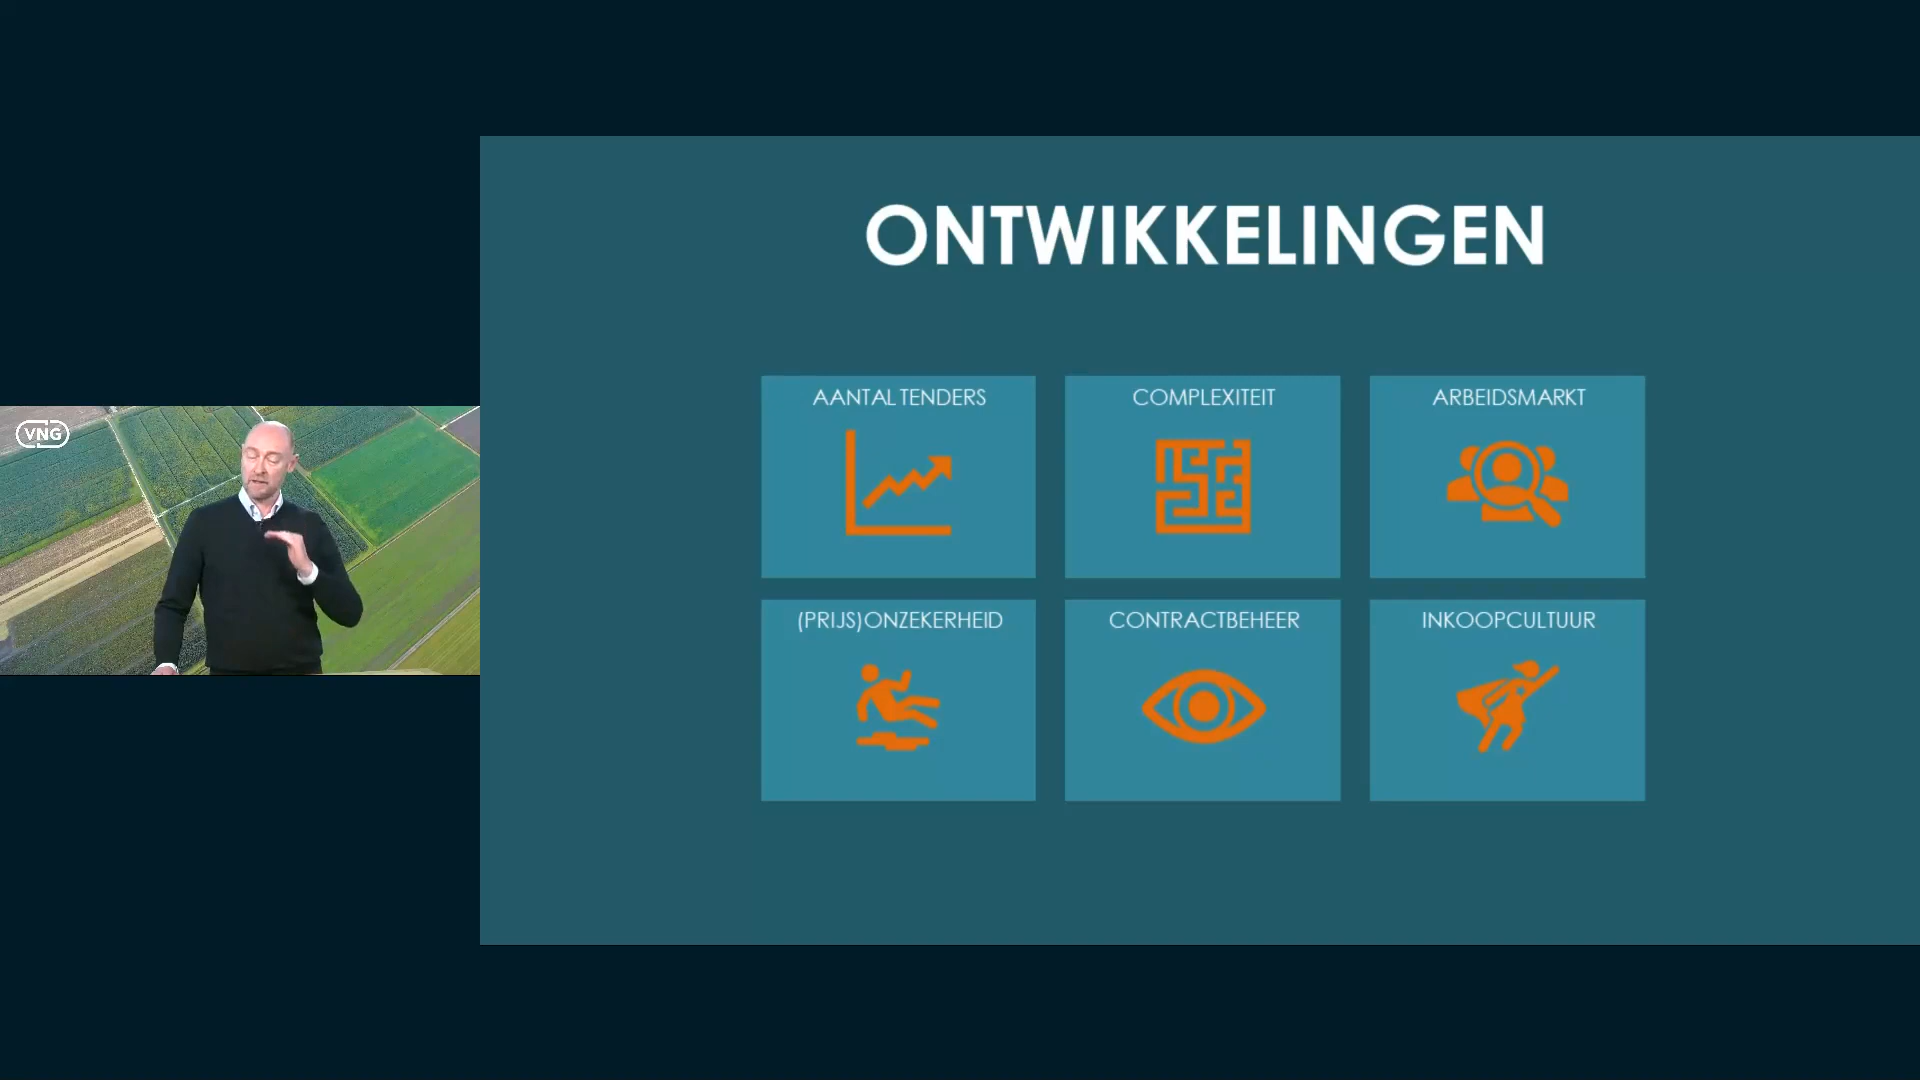 VNG
ONTWIKKELINGEN
AANTAL TENDERS
COMPLEXITEIT
ARBEIDSMARKT
(PRIJS)ONZEKERHEID
CONTRACTBEHEER
INKOOPCULTUUR